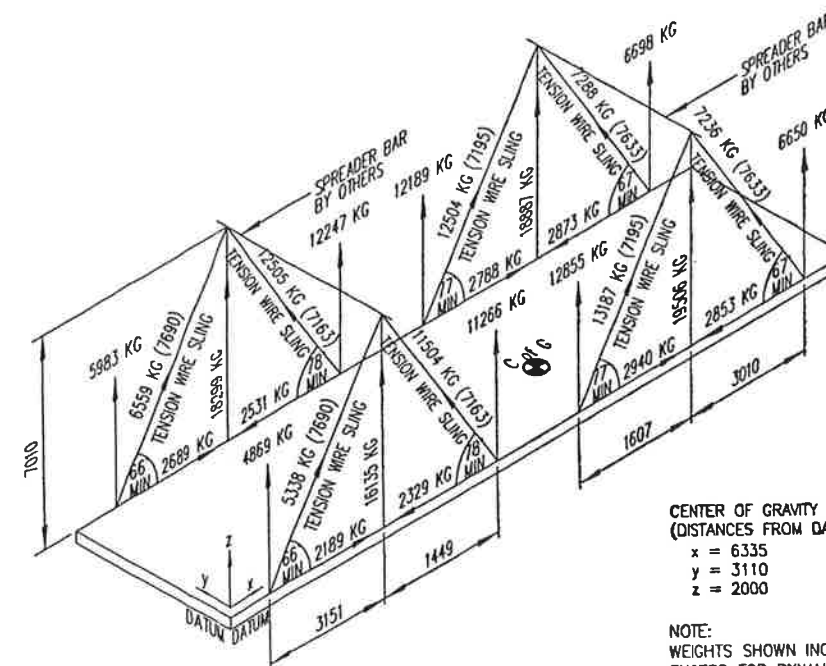 SPREADER BAR
BY OTHERS
6698 KG
7288 KG (7633)
TENSION WIRE SLING
12504 KG (7195)
TENSION WIRE SLING
18887 KG
67
MIN
2873 KG
2788 KG
77
MIN
7236 KG (7633)
TENSION WIRE SLING
6650 KG
13187 KG (7195)
TENSION WIRE SLING
19506 KG
67
MIN
2853 KG
2940 KG
77
MIN
12855 KG
SPREADER BAR
BY OTHERS
12247 KG
12189 KG
12505 KG (7163)
TENSION WIRE SLING
5983 KG
6559 KG (7690)
TENSION WIRE SLING
18299 KG
78
MIN
2531 KG
2689 KG
66
MIN
11266 KG
11504 KG (7163)
TENSION WIRE SLING
4869 KG
5338 KG (7690)
TENSION WIRE SLING
16135 KG
78
MIN
2329 KG
2189 KG
66
MIN
C OF G
7010
3010
1607
1449
3151
z
y
x
DATUM DATUM
CENTER OF GRAVITY
(DISTANCES FROM DA
x = 6335
y = 3110
z = 2000
NOTE:
WEIGHTS SHOWN INC